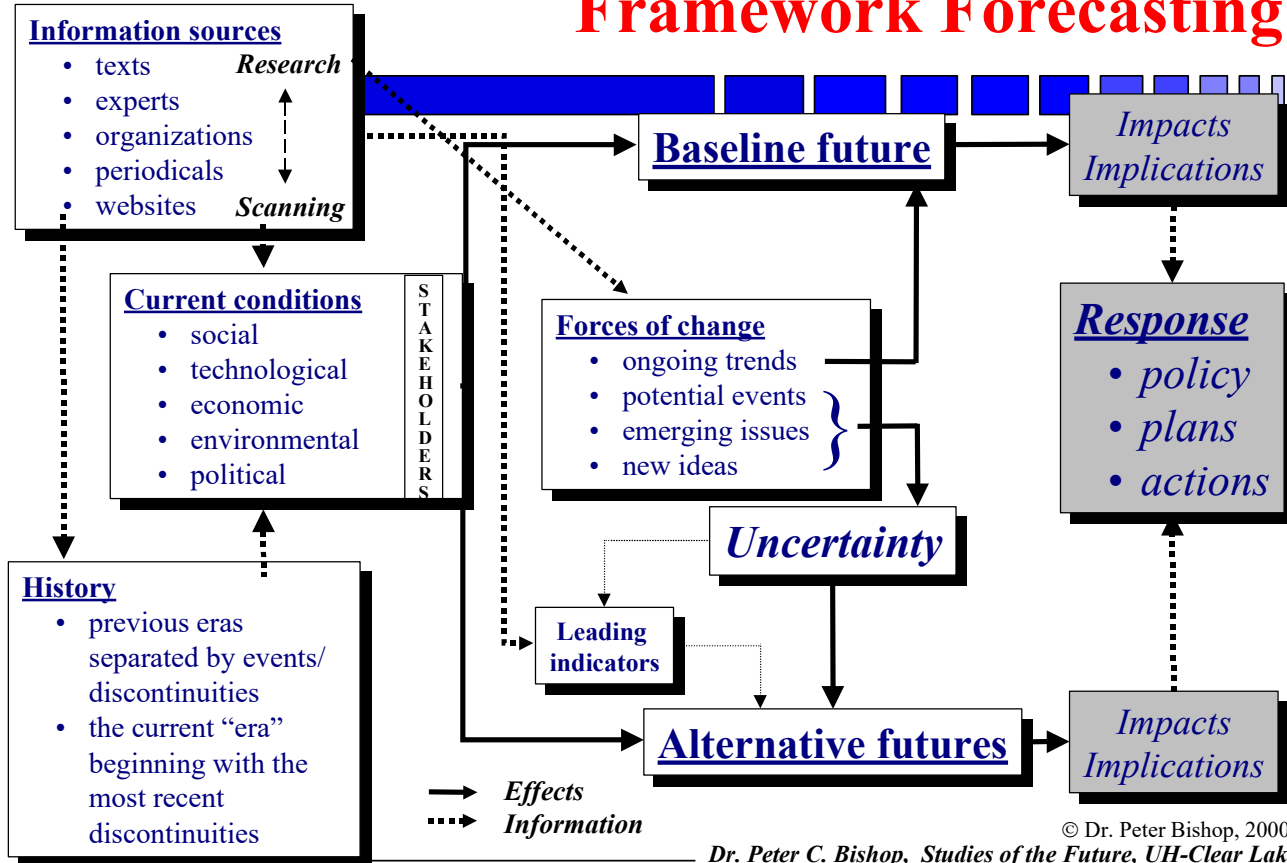 Framework Forecasting
Information sources
• texts
• experts
• organizations
• periodicals
• websites
Research
Scanning
Baseline future
Impacts
Implications
Current conditions
• social
• technological
• economic
• environmental
• political
STAKEHOLDERS
Forces of change
• ongoing trends
• potential events
• emerging issues
• new ideas
}
Response
• policy
• plans
• actions
Uncertainty
History
• previous eras
separated by events/
discontinuities
• the current “era”
beginning with the
most recent
discontinuities
Leading
indicators
Alternative futures
Impacts
Implications
Effects
Information
© Dr. Peter Bishop, 2000
Dr. Peter C. Bishop, Studies of the Future, UH-Clear Lak